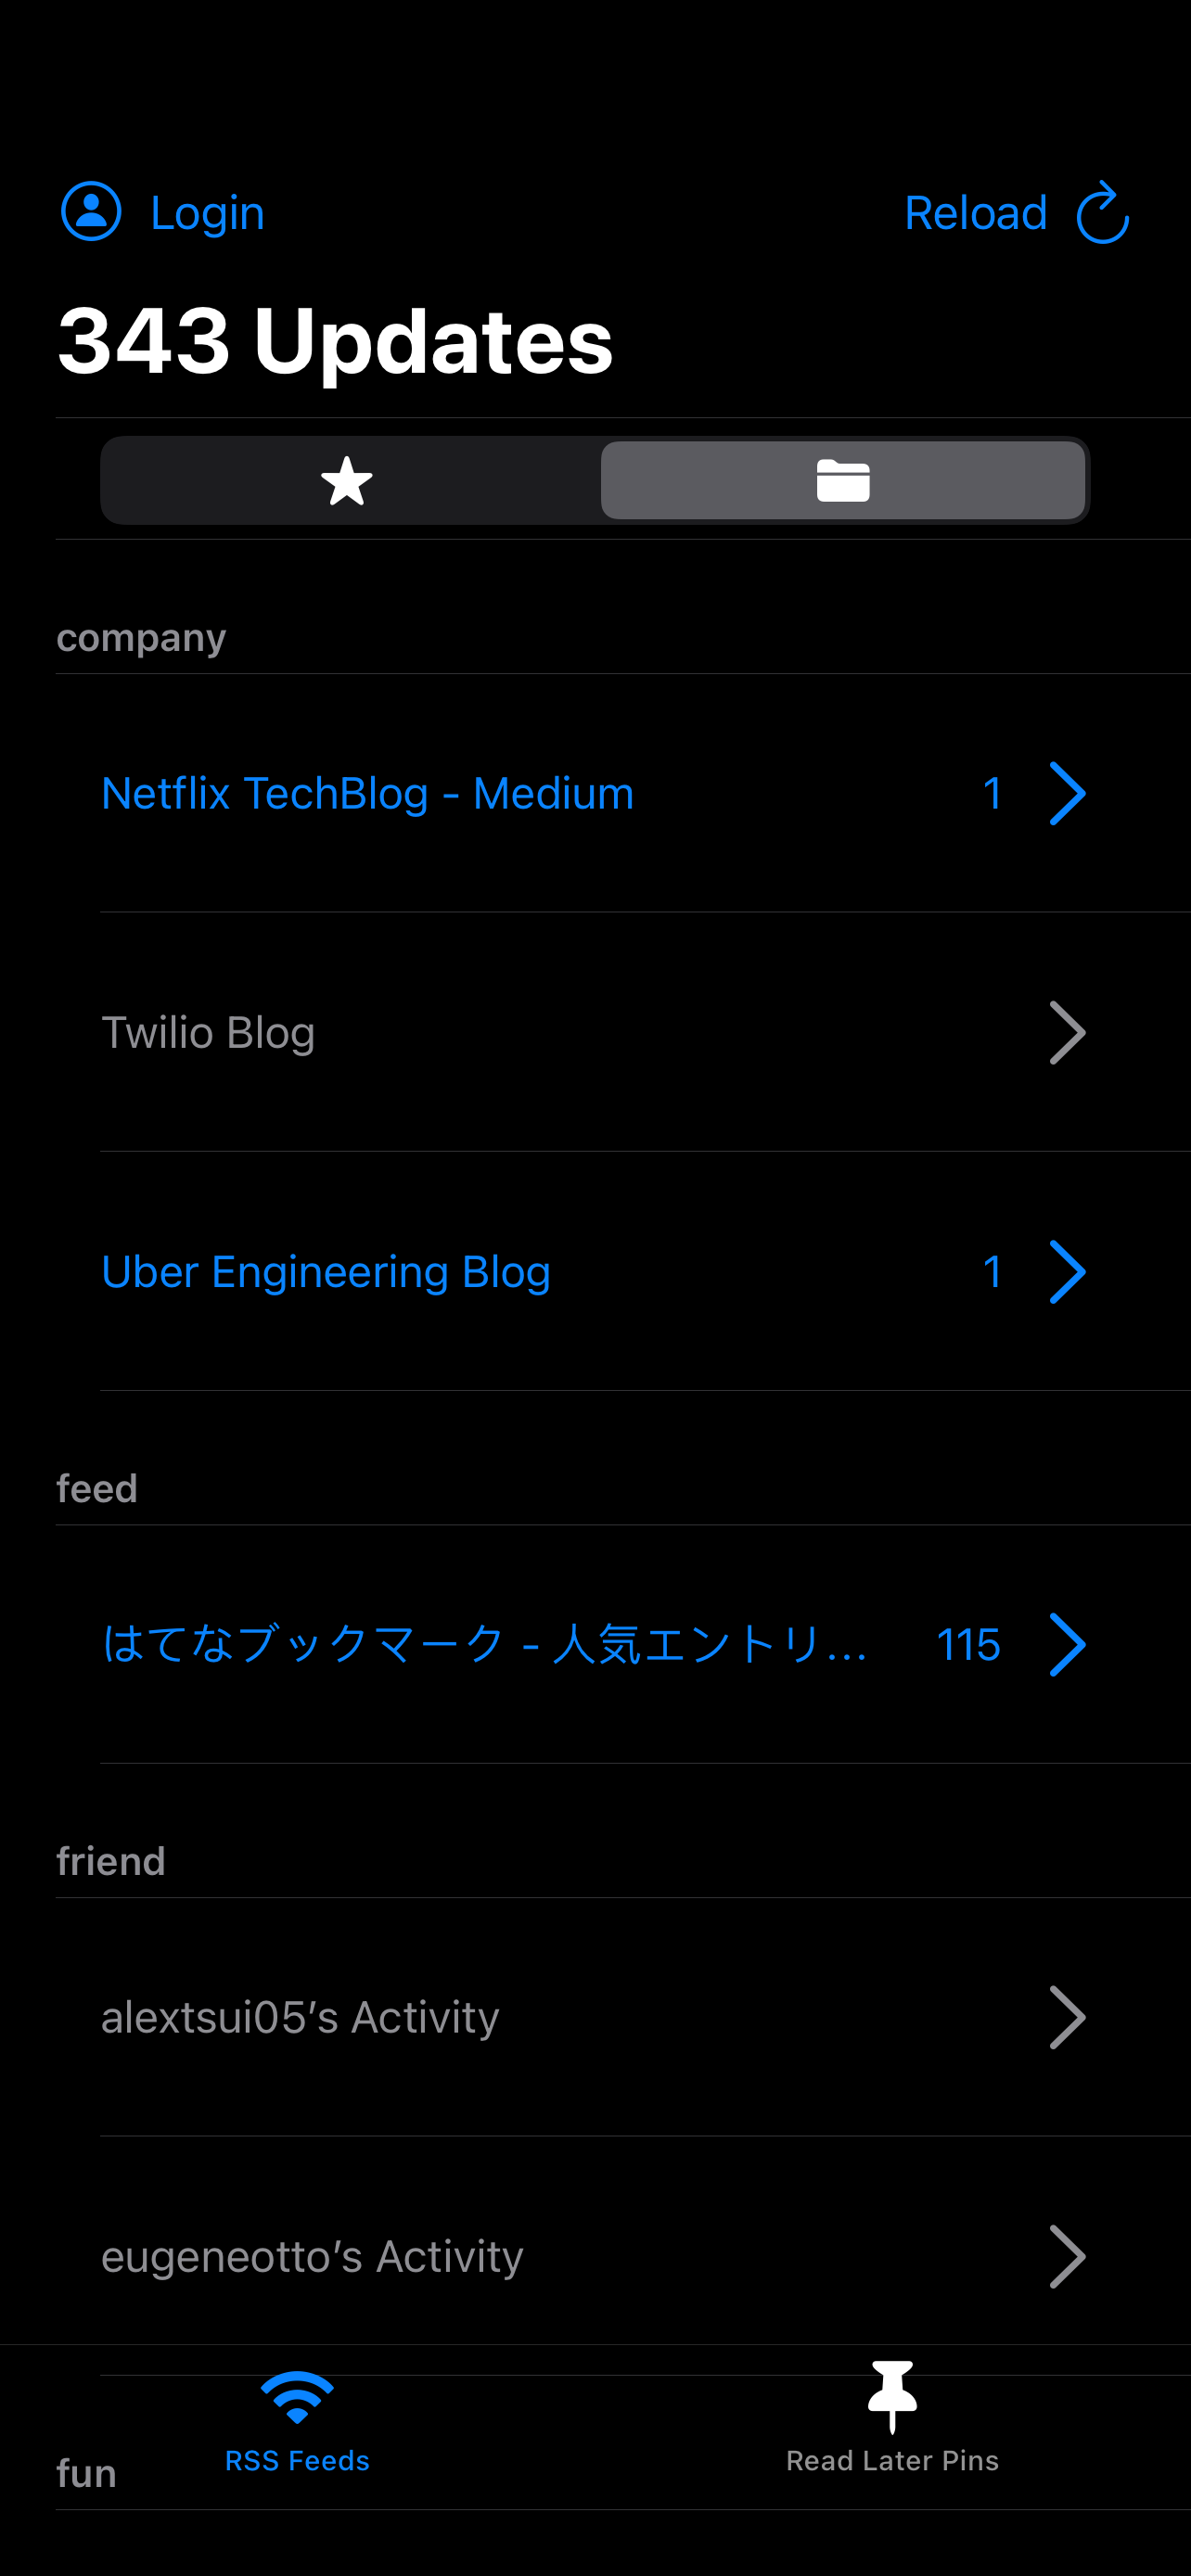 Login
Reload
343 Updates
company
Netflix TechBlog - Medium
1
Twilio Blog
Uber Engineering Blog
1
feed
はてなブックマーク - 人気エントリ...
115
friend
alextsui05’s Activity
eugeneotto’s Activity
RSS Feeds
Read Later Pins
fun